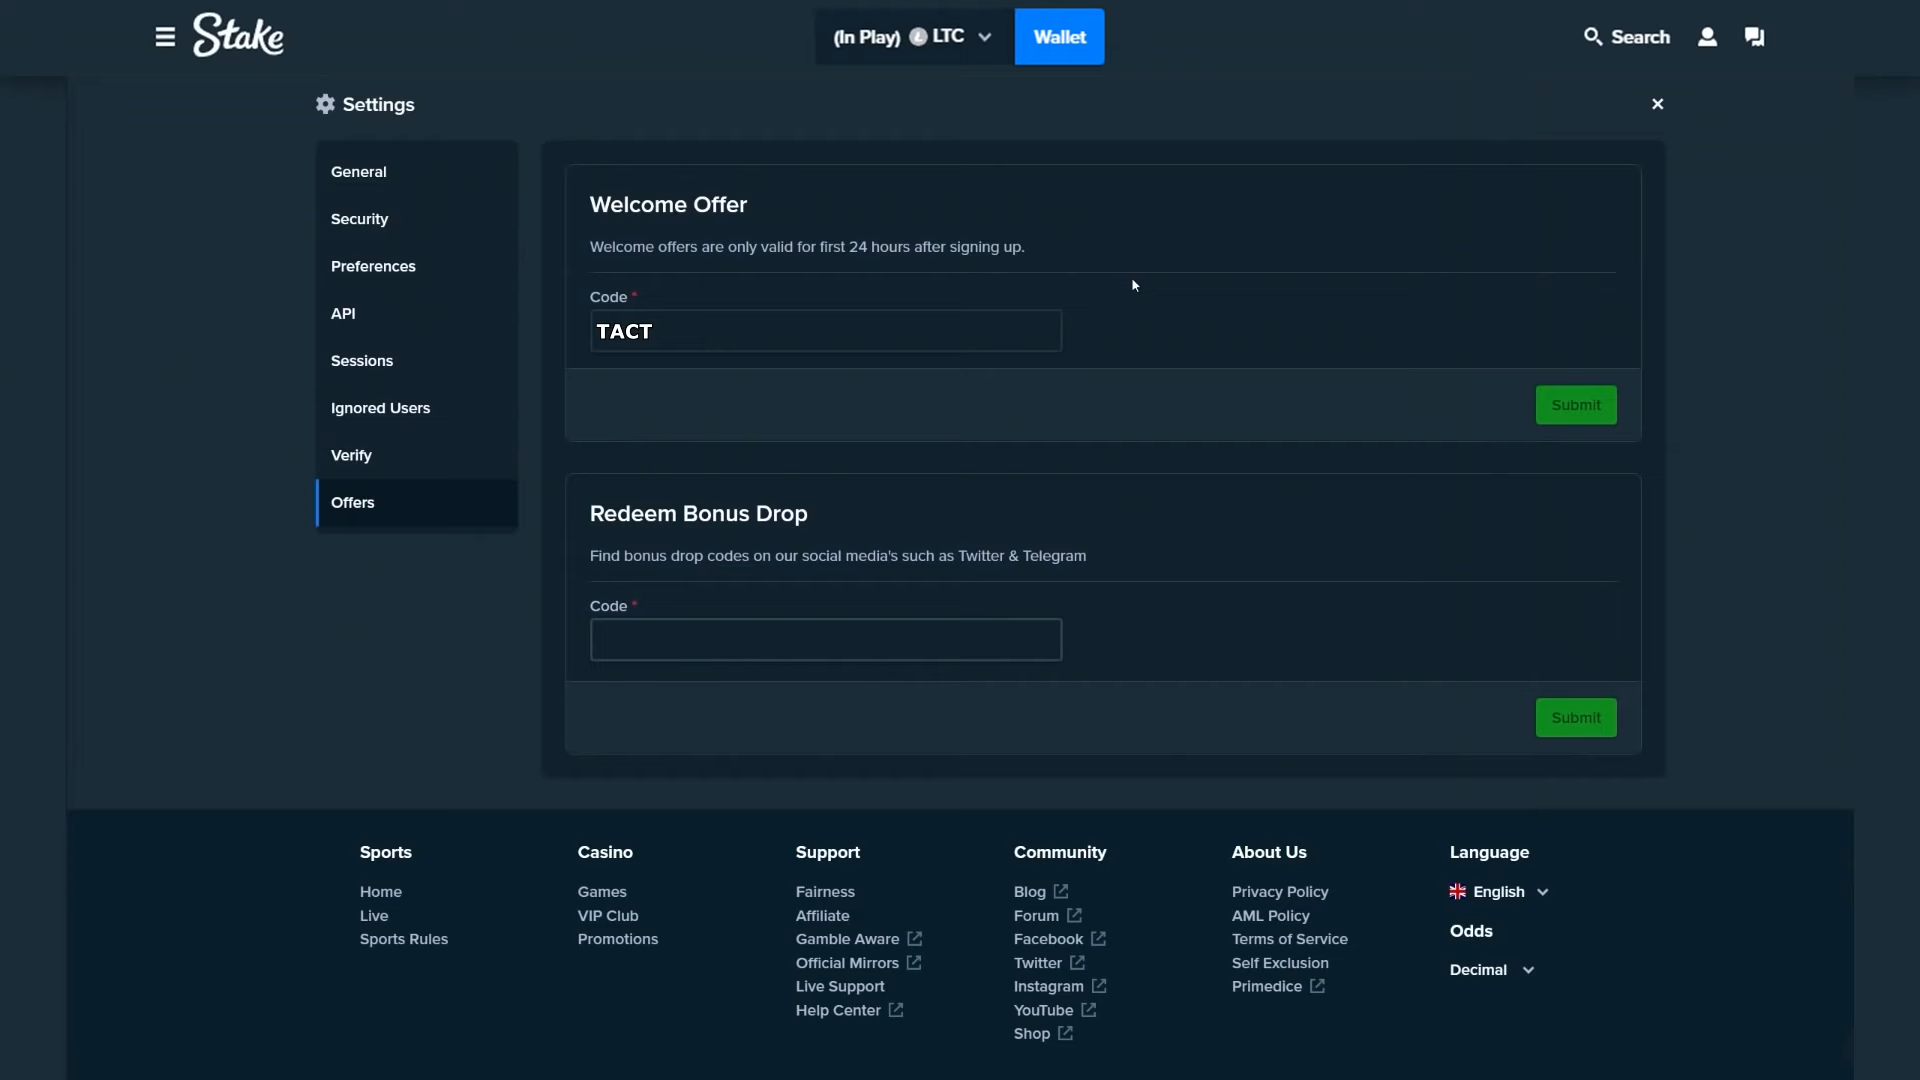 Stake
(In Play) LTC
Wallet
Search
Settings
General
Security
Preferences
API
Sessions
Ignored Users
Verify
Offers
Welcome Offer
Welcome offers are only valid for first 24 hours after signing up.
Code *
TACT
Submit
Redeem Bonus Drop
Find bonus drop codes on our social media's such as Twitter & Telegram
Code *
Submit
Sports
Home
Live
Sports Rules
Casino
Games
VIP Club
Promotions
Support
Fairness
Affiliate
Gamble Aware
Official Mirrors
Live Support
Help Center
Community
Blog
Forum
Facebook
Twitter
Instagram
YouTube
Shop
About Us
Privacy Policy
AML Policy
Terms of Service
Self Exclusion
Primedice
Language
English
Odds
Decimal